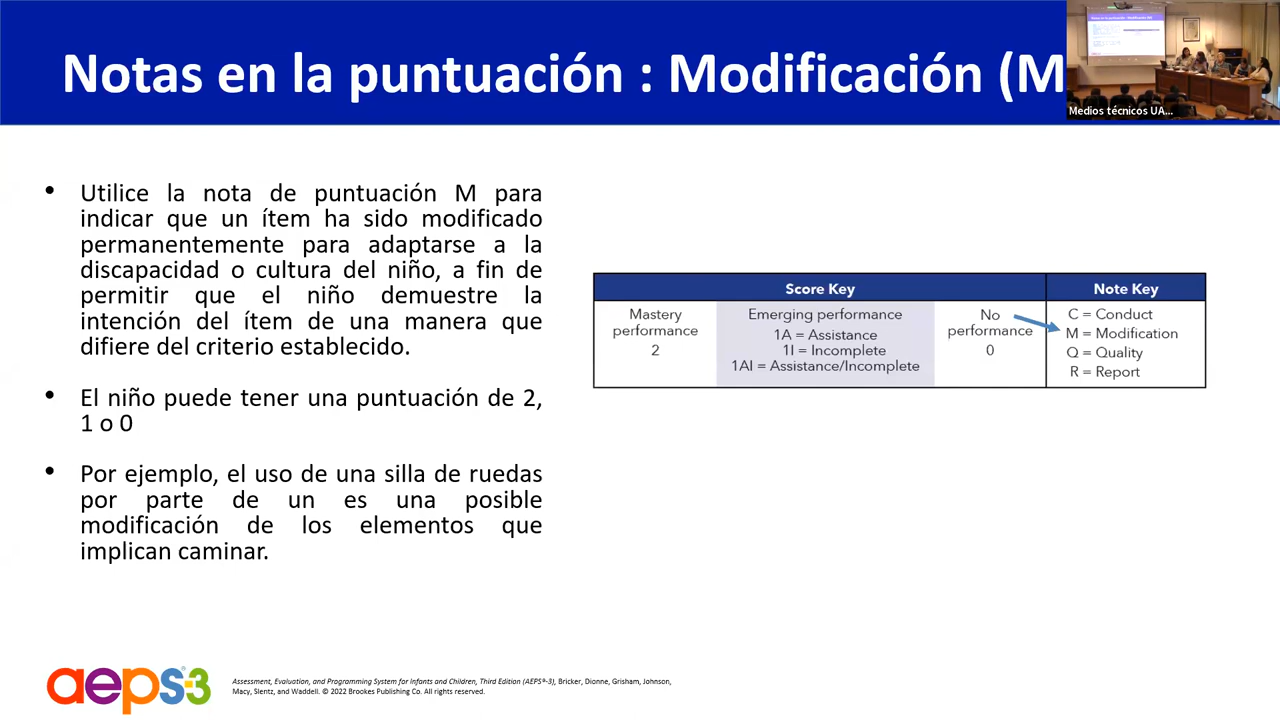 Notas en la puntuación : Modificación (M
Medios técnicos UA...
• Utilice la nota de puntuación M para
indicar que un ítem ha sido modificado
permanentemente para adaptarse a la
discapacidad o cultura del niño, a fin de
permitir que el niño demuestre la
intención del ítem de una manera que
difiere del criterio establecido.
• El niño puede tener una puntuación de 2,
1 o 0
• Por ejemplo, el uso de una silla de ruedas
por parte de un es una posible
modificación de los elementos que
implican caminar.
Score Key
Note Key
Mastery
performance
2
Emerging performance
1A = Assistance
1I = Incomplete
1AI = Assistance/Incomplete
No
performance
0
C = Conduct
M = Modification
Q = Quality
R = Report
aeps®-3
Assessment, Evaluation, and Programming System for Infants and Children, Third Edition (AEPS®-3), Bricker, Dionne, Grisham, Johnson,
Macy, Slentz, and Waddell. © 2022 Brookes Publishing Co. All rights reserved.